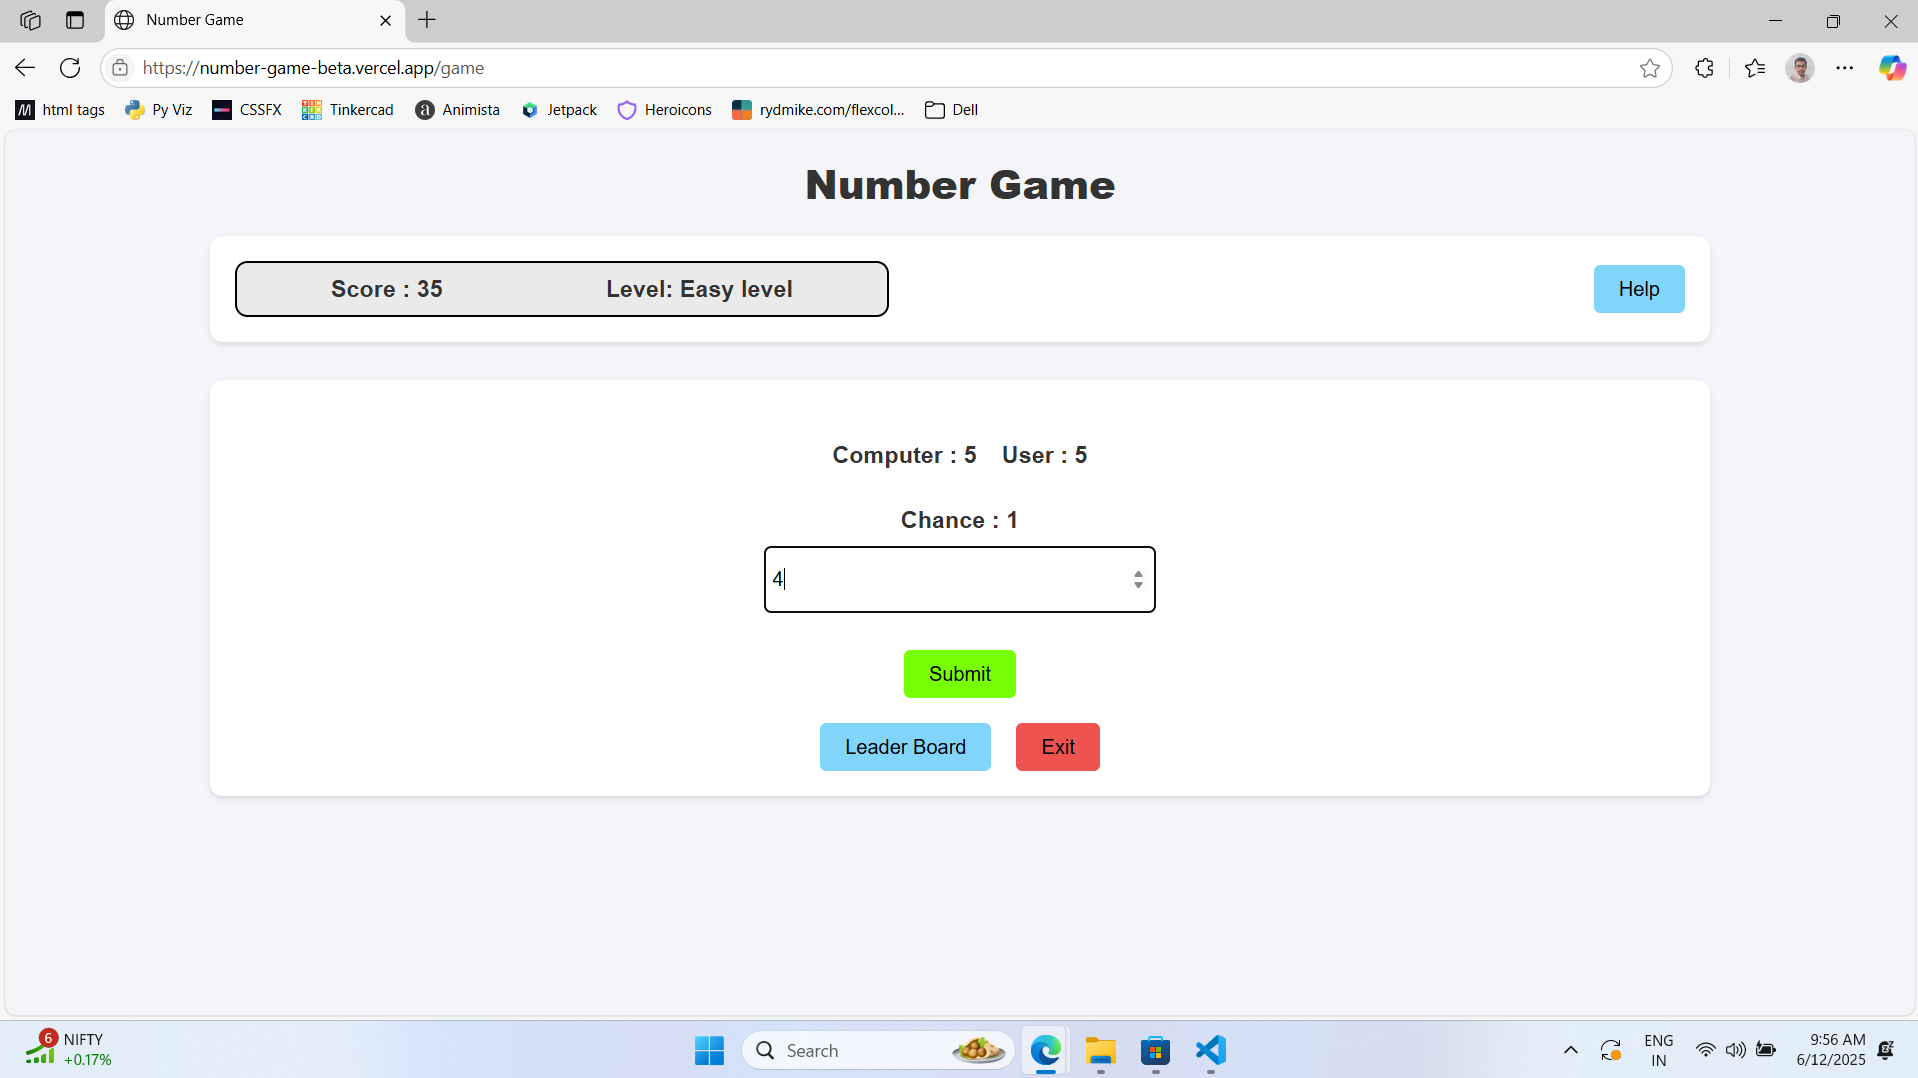 Number Game
https://number-game-beta.vercel.app/game
html tags Py Viz CSSFX Tinkercad Animista Jetpack Heroicons rydmike.com/flexcol... Dell
Number Game
Score : 35 Level: Easy level
Help
Computer : 5 User : 5
Chance : 1
4
Submit
Leader Board Exit
6 NIFTY
+0.17%
Search
ENG
IN
9:56 AM
6/12/2025